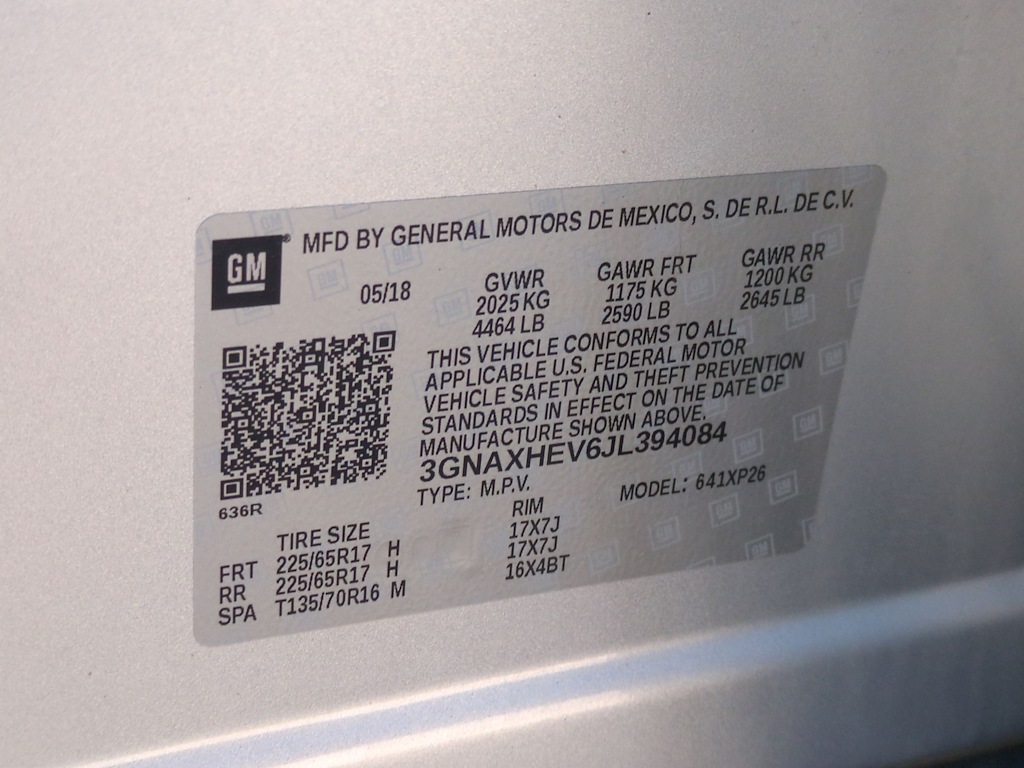 GM
MFD BY GENERAL MOTORS DE MEXICO, S. DE R.L. DE C.V.
05/18
GVWR
2025 KG
4464 LB
GAWR FRT
1175 KG
2590 LB
GAWR RR
1200 KG
2645 LB
THIS VEHICLE CONFORMS TO ALL
APPLICABLE U.S. FEDERAL MOTOR
VEHICLE SAFETY AND THEFT PREVENTION
STANDARDS IN EFFECT ON THE DATE OF
MANUFACTURE SHOWN ABOVE.
3GNAXHEV6JL394084
TYPE: M.P.V. MODEL: 641XP26
636R
TIRE SIZE RIM
FRT 225/65R17 H 17X7J
RR 225/65R17 H 17X7J
SPA T135/70R16 M 16X4BT